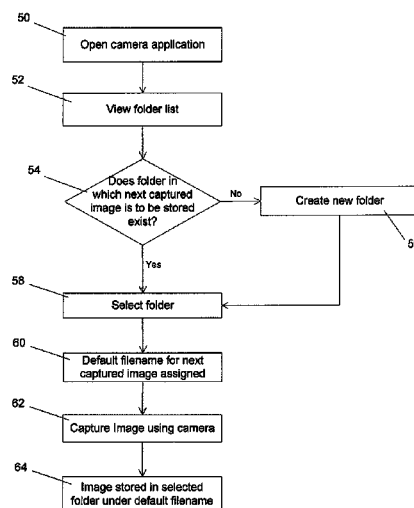 50
Open camera application
52
View folder list
54
Does folder in
which next captured
image is to be stored
exist?
No
Create new folder
Yes
58
Select folder
60
Default filename for next
captured image assigned
62
Capture Image using camera
64
Image stored in selected
folder under default filename